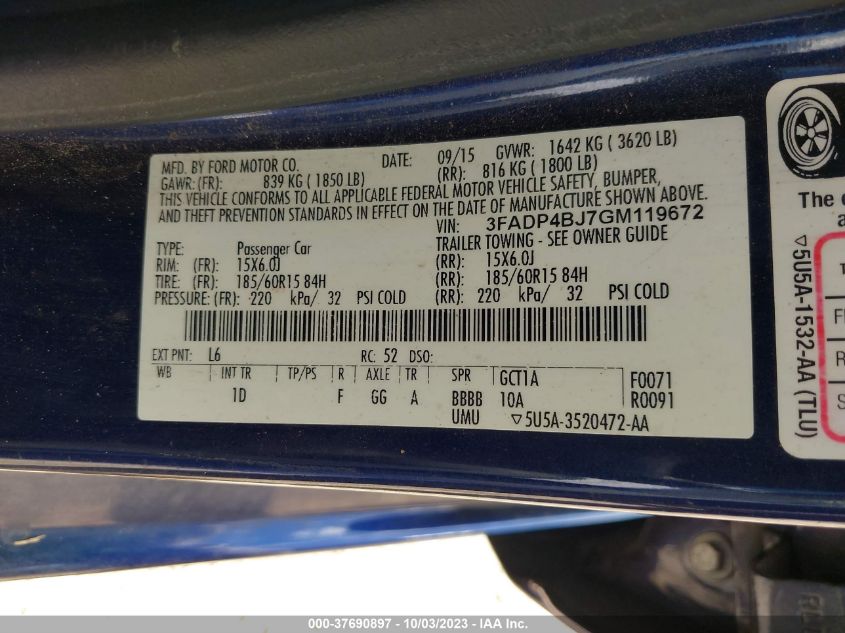 MFD. BY FORD MOTOR CO.
DATE: 09/15 GVWR: 1642 KG ( 3620 LB)
GAWR: (FR): 839 KG ( 1850 LB) (RR): 816 KG ( 1800 LB)
THIS VEHICLE CONFORMS TO ALL APPLICABLE FEDERAL MOTOR VEHICLE SAFETY, BUMPER,
AND THEFT PREVENTION STANDARDS IN EFFECT ON THE DATE OF MANUFACTURE SHOWN ABOVE.
VIN: 3FADP4BJ7GM119672
TYPE: Passenger Car TRAILER TOWING - SEE OWNER GUIDE
RIM: (FR): 15X6.0J (RR): 15X6.0J
TIRE: (FR): 185/60R15 84H (RR): 185/60R15 84H
PRESSURE: (FR): 220 kPa/ 32 PSI COLD (RR): 220 kPa/ 32 PSI COLD
EXT PNT: L6 RC: 52 DSO:
WB INT TR TP/PS R AXLE TR SPR GCT1A F0071
1D F GG A BBBB 10A R0091
UMU ▽5U5A-3520472-AA
The
▽5U5A-1532-AA (TLU)
000-37690897 - 10/03/2023 - IAA Inc.